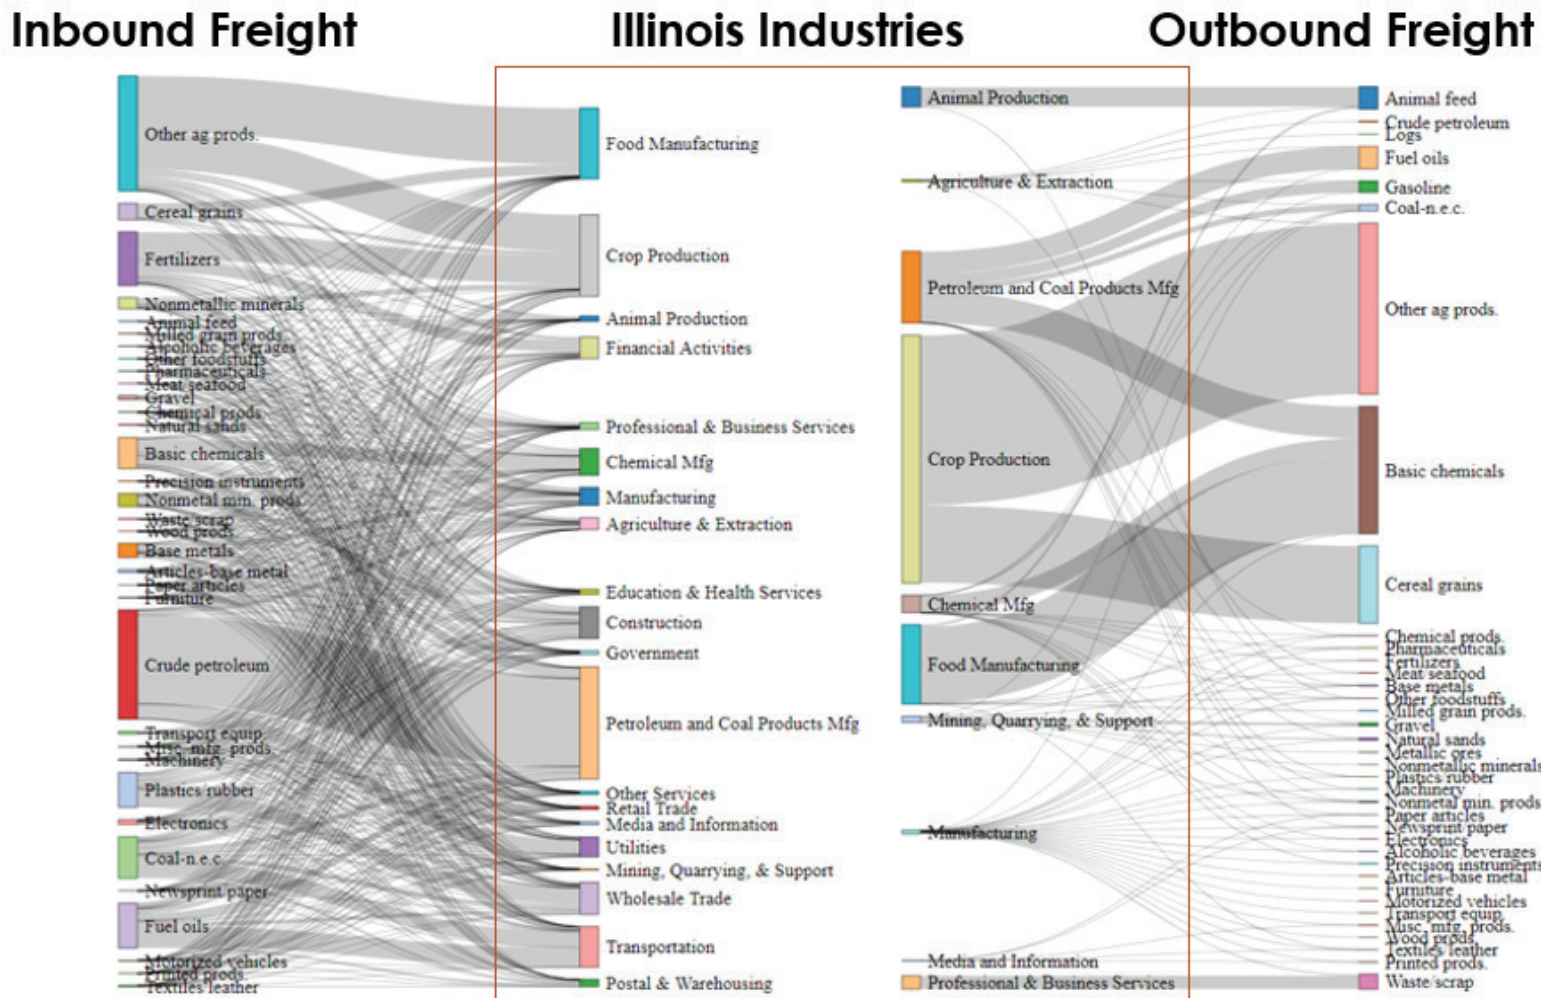 Inbound Freight
Illinois Industries
Outbound Freight
Other ag prods.
Cereal grains
Fertilizers
Nonmetallic minerals
Animal feed
Milled grain prods.
Alcoholic beverages
Other foodstuffs
Pharmaceuticals
Meat/seafood
Gravel
Chemical prods.
Natural sands
Basic chemicals
Precision instruments
Nonmetal min. prods.
Waste/scrap
Wood prods.
Base metals
Articles-base metal
Paper articles
Furniture
Crude petroleum
Transport equip.
Misc. mfg. prods.
Machinery
Plastics/rubber
Electronics
Coal-n.e.c.
Newsprint/paper
Fuel oils
Motorized vehicles
Printed prods.
Textiles/leather
Food Manufacturing
Crop Production
Animal Production
Financial Activities
Professional & Business Services
Chemical Mfg
Manufacturing
Agriculture & Extraction
Education & Health Services
Construction
Government
Petroleum and Coal Products Mfg
Other Services
Retail Trade
Media and Information
Utilities
Mining, Quarrying, & Support
Wholesale Trade
Transportation
Postal & Warehousing
Animal Production
Agriculture & Extraction
Petroleum and Coal Products Mfg
Crop Production
Chemical Mfg
Food Manufacturing
Mining, Quarrying, & Support
Manufacturing
Media and Information
Professional & Business Services
Animal feed
Crude petroleum
Logs
Fuel oils
Gasoline
Coal-n.e.c.
Other ag prods.
Basic chemicals
Cereal grains
Chemical prods.
Pharmaceuticals
Fertilizers
Meat/seafood
Base metals
Other foodstuffs
Milled grain prods.
Gravel
Natural sands
Metallic ores
Nonmetallic minerals
Plastics/rubber
Machinery
Nonmetal min. prods
Paper articles
Newsprint/paper
Electronics
Alcoholic beverages
Precision instruments
Articles-base metal
Furniture
Motorized vehicles
Transport equip.
Misc. mfg. prods.
Wood prods.
Textiles/leather
Printed prods.
Waste/scrap